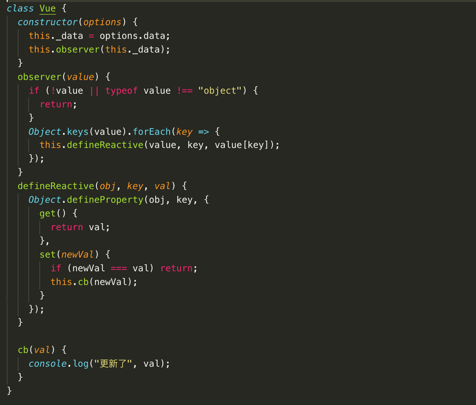 class Vue {
  constructor(options) {
    this._data = options.data;
    this.observer(this._data);
  }
  observer(value) {
    if (!value || typeof value !== "object") {
      return;
    }
    Object.keys(value).forEach(key => {
      this.defineReactive(value, key, value[key]);
    });
  }
  defineReactive(obj, key, val) {
    Object.defineProperty(obj, key, {
      get() {
        return val;
      },
      set(newVal) {
        if (newVal === val) return;
        this.cb(newVal);
      }
    });
  }

  cb(val) {
    console.log("更新了", val);
  }
}